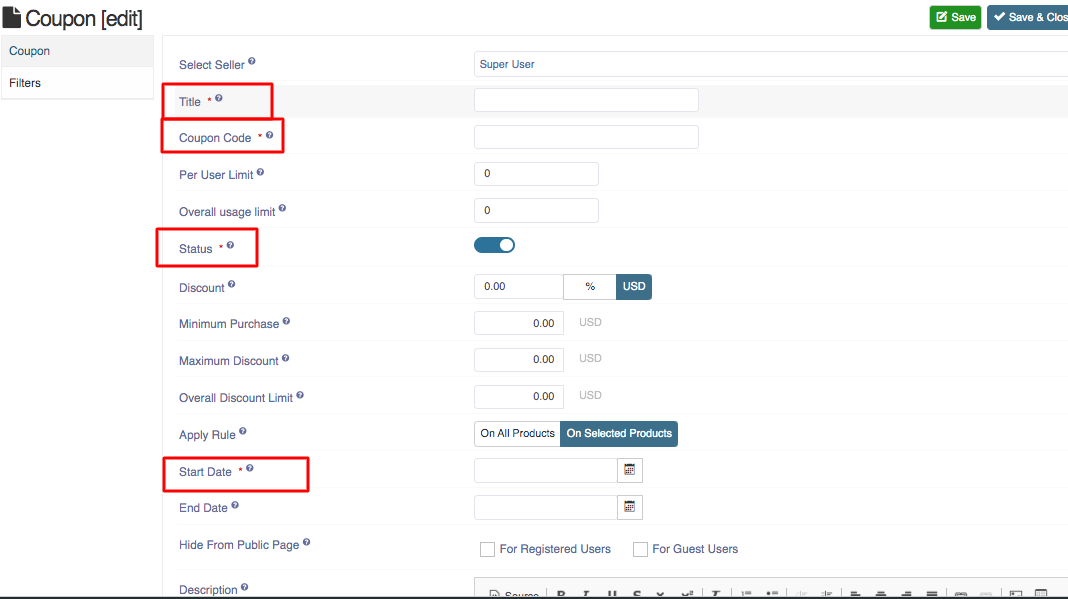 Coupon [edit]
Save
Save & Clos
Coupon
Filters
Select Seller ?
Super User
Title * ?
Coupon Code * ?
Per User Limit ?
0
Overall usage limit ?
0
Status * ?
Discount ?
0.00 % USD
Minimum Purchase ?
0.00 USD
Maximum Discount ?
0.00 USD
Overall Discount Limit ?
0.00 USD
Apply Rule ?
On All Products On Selected Products
Start Date * ?
End Date ?
Hide From Public Page ?
For Registered Users For Guest Users
Description ?
Source B I U S